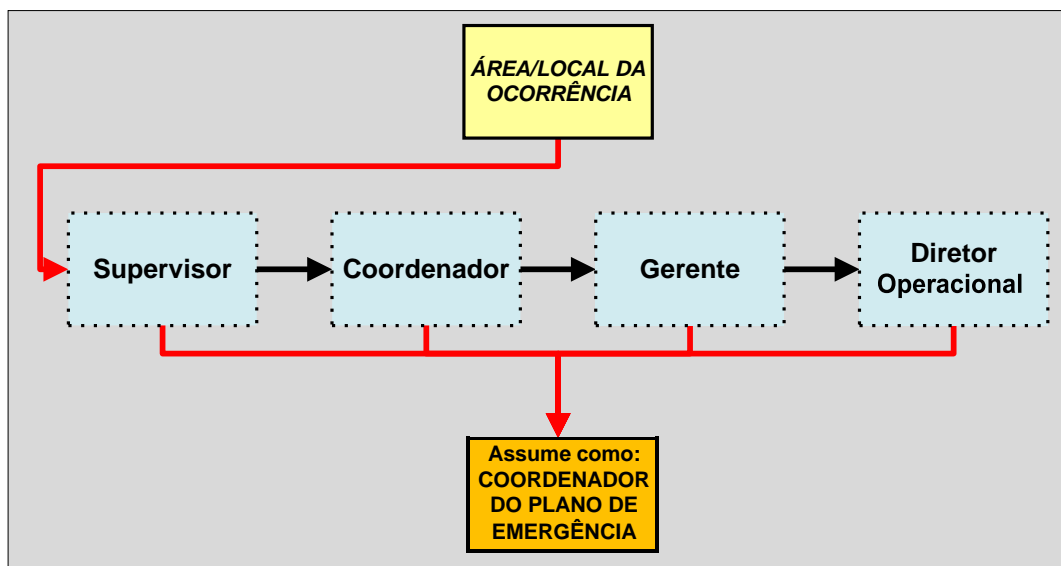 ÁREA/LOCAL DA
OCORRÊNCIA
Supervisor
Coordenador
Gerente
Diretor
Operacional
Assume como:
COORDENADOR
DO PLANO DE
EMERGÊNCIA